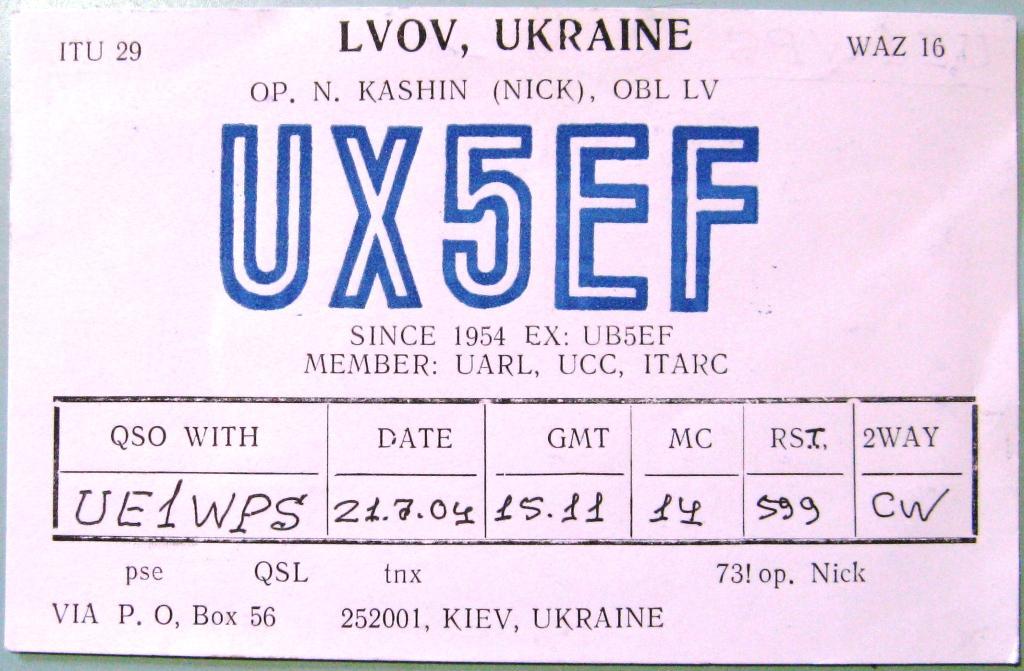 ITU 29 LVOV, UKRAINE WAZ 16
OP. N. KASHIN (NICK), OBL LV
UX5EF
SINCE 1954 EX: UB5EF
MEMBER: UARL, UCC, ITARC
QSO WITH DATE GMT MC RST, 2WAY
UE1WPS 21.7.04 15.11 14 599 CW
pse QSL tnx 73! op. Nick
VIA P. O, Box 56 252001, KIEV, UKRAINE